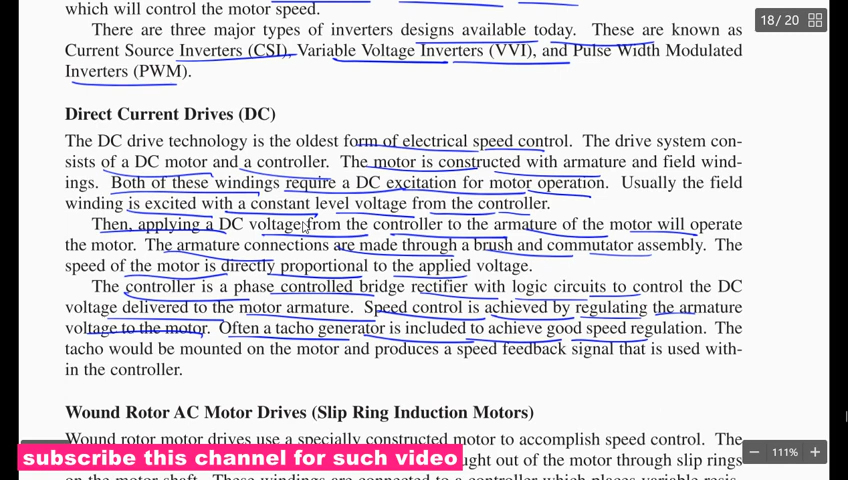 which will control the motor speed.
There are three major types of inverters designs available today. These are known as
Current Source Inverters (CSI), Variable Voltage Inverters (VVI), and Pulse Width Modulated
Inverters (PWM).
18 / 20
Direct Current Drives (DC)
The DC drive technology is the oldest form of electrical speed control. The drive system con-
sists of a DC motor and a controller. The motor is constructed with armature and field wind-
ings. Both of these windings require a DC excitation for motor operation. Usually the field
winding is excited with a constant level voltage from the controller.
Then, applying a DC voltage from the controller to the armature of the motor will operate
the motor. The armature connections are made through a brush and commutator assembly. The
speed of the motor is directly proportional to the applied voltage.
The controller is a phase controlled bridge rectifier with logic circuits to control the DC
voltage delivered to the motor armature. Speed control is achieved by regulating the armature
voltage to the motor. Often a tacho generator is included to achieve good speed regulation. The
tacho would be mounted on the motor and produces a speed feedback signal that is used with-
in the controller.
Wound Rotor AC Motor Drives (Slip Ring Induction Motors)
Wound rotor motor drives use a specially constructed motor to accomplish speed control. The
out of the motor through slip rings
111%
subscribe this channel for such video